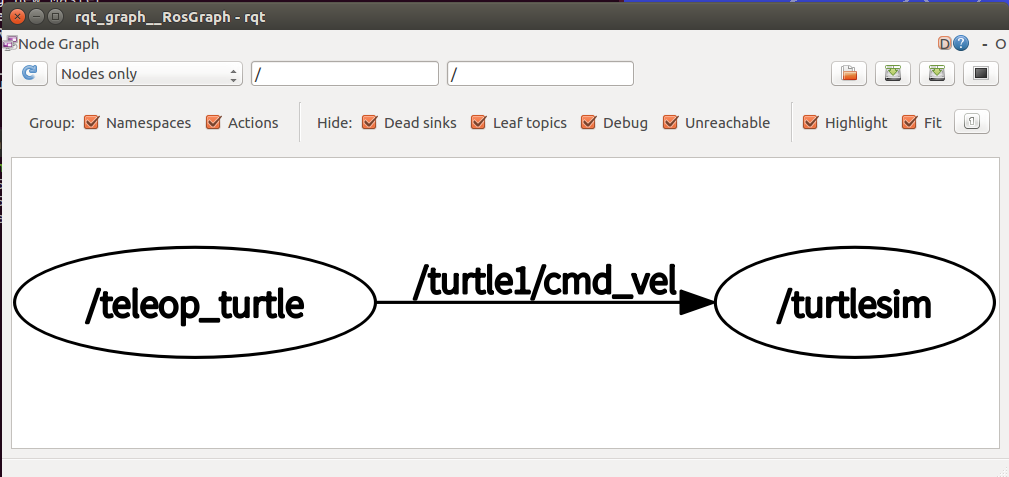 rqt_graph__RosGraph - rqt
Node Graph
D ? - O
Nodes only / /
Group: Namespaces Actions Hide: Dead sinks Leaf topics Debug Unreachable Highlight Fit
/teleop_turtle /turtle1/cmd_vel /turtlesim